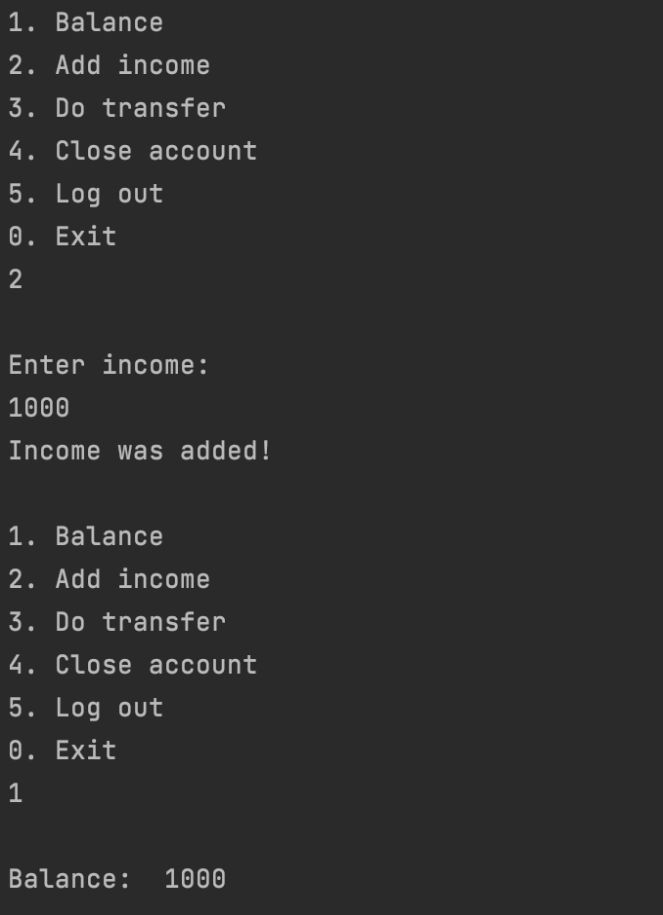 1. Balance
2. Add income
3. Do transfer
4. Close account
5. Log out
0. Exit
2
Enter income:
1000
Income was added!
1. Balance
2. Add income
3. Do transfer
4. Close account
5. Log out
0. Exit
1
Balance:  1000